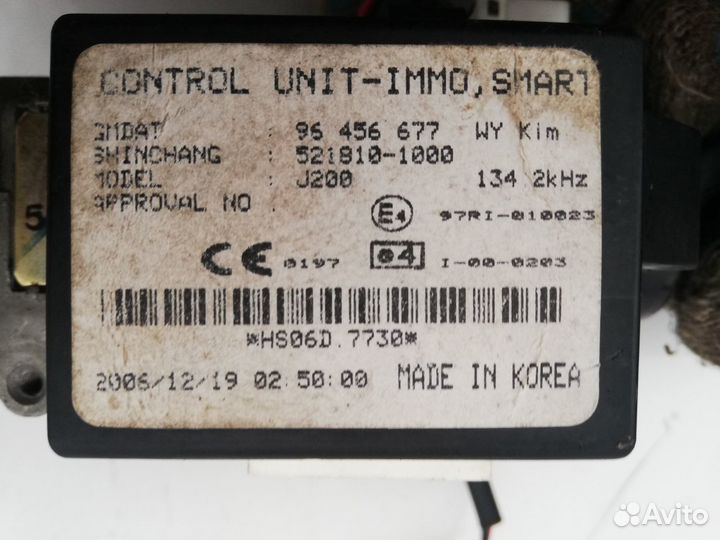 CONTROL UNIT-IMMO, SMART
GMDAT : 96 456 677 WY Kim
SHINCHANG : 521810-1000
MODEL : J200 134 2kHz
APPROVAL NO : E4 97RI-010023
CE 0197 e4 I-00-0203
*HS06D.7730*
2006/12/19 02:50:00 MADE IN KOREA
5
Avito